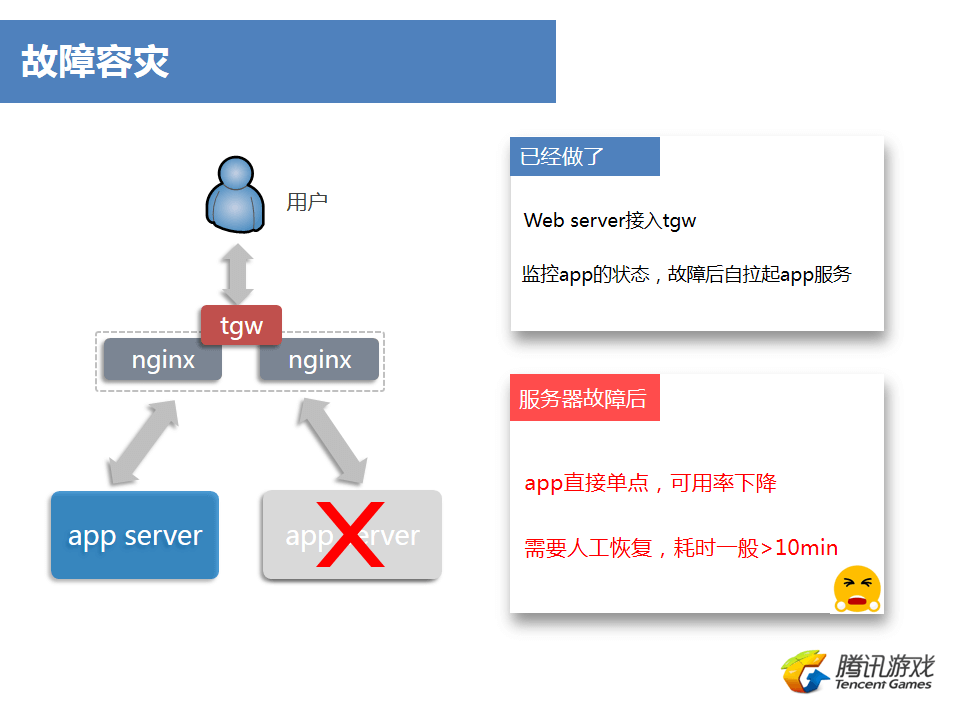 故障容灾
用户
tgw
nginx
nginx
app server
app server
X
已经做了
Web server接入tgw
监控app的状态，故障后自拉起app服务
服务器故障后
app直接单点，可用率下降
需要人工恢复，耗时一般>10min
腾讯游戏
Tencent Games